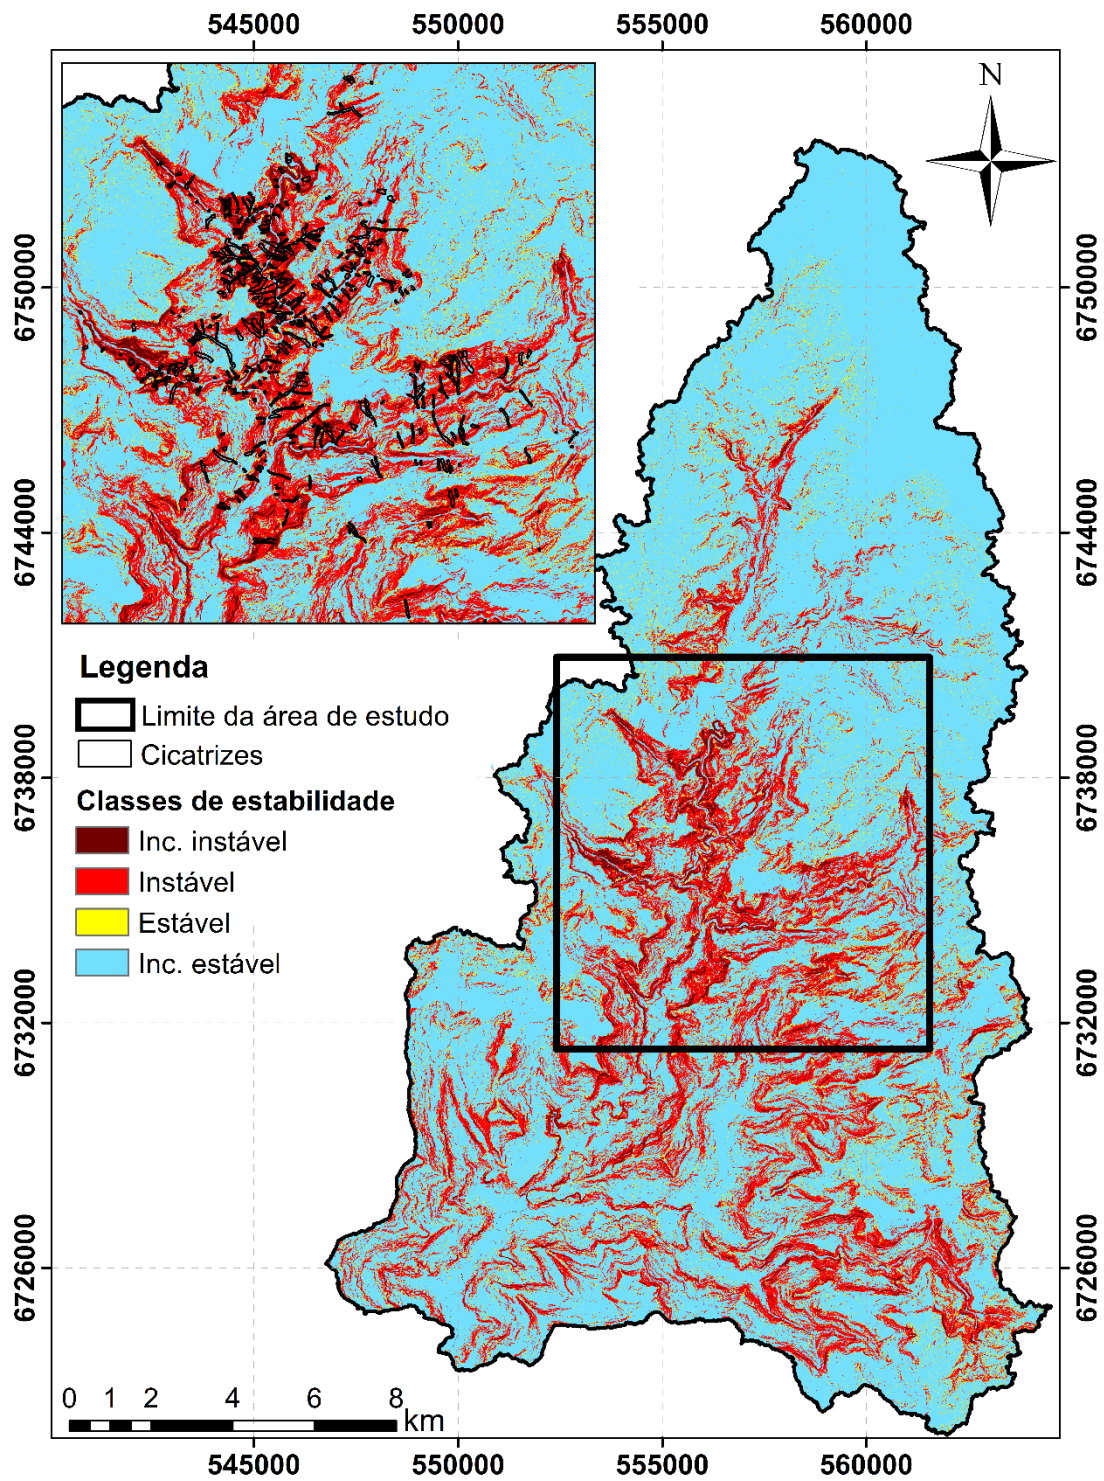 545000 550000 555000 560000
N
6750000 6750000
6744000 6744000
Legenda
Limite da área de estudo
Cicatrizes
Classes de estabilidade
Inc. instável
Instável
Estável
Inc. estável
6738000
6738000
6732000
6732000
6726000 6726000
0 1 2 4 6 8
km
545000 550000 555000 560000